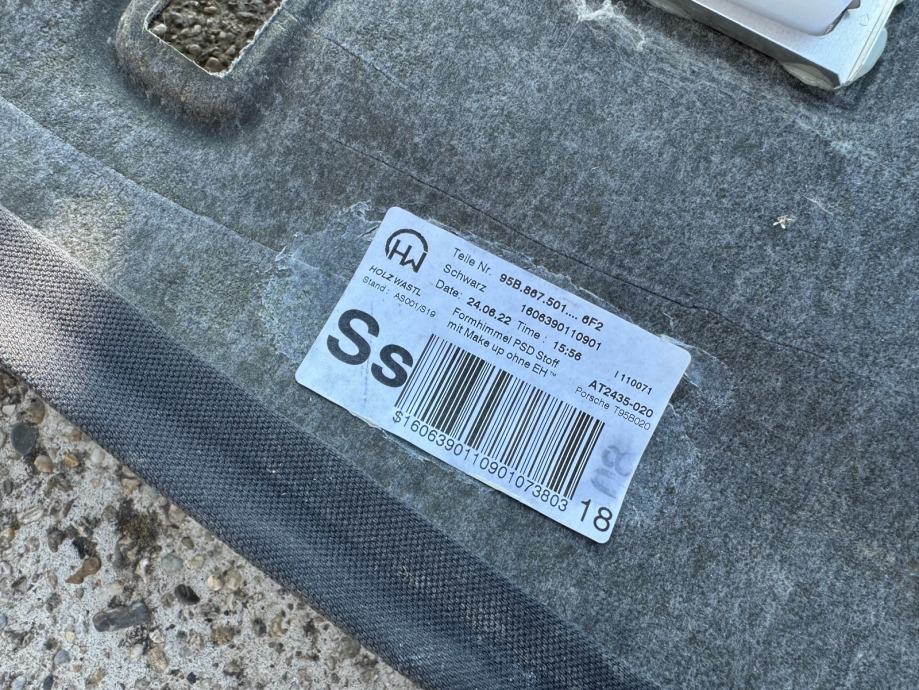 HW
HOLZ WASTL
Stand : AS001/S19
Teile Nr. 95B.867.501.... 6F2
Schwarz 1606390110901
Date: 24.06.22 Time : 15:56
Formhimmel PSD Stoff I 110071
mit Make up ohne EH™ AT2435-020
Porsche T95B020
Ss
$1606390110901073803 18